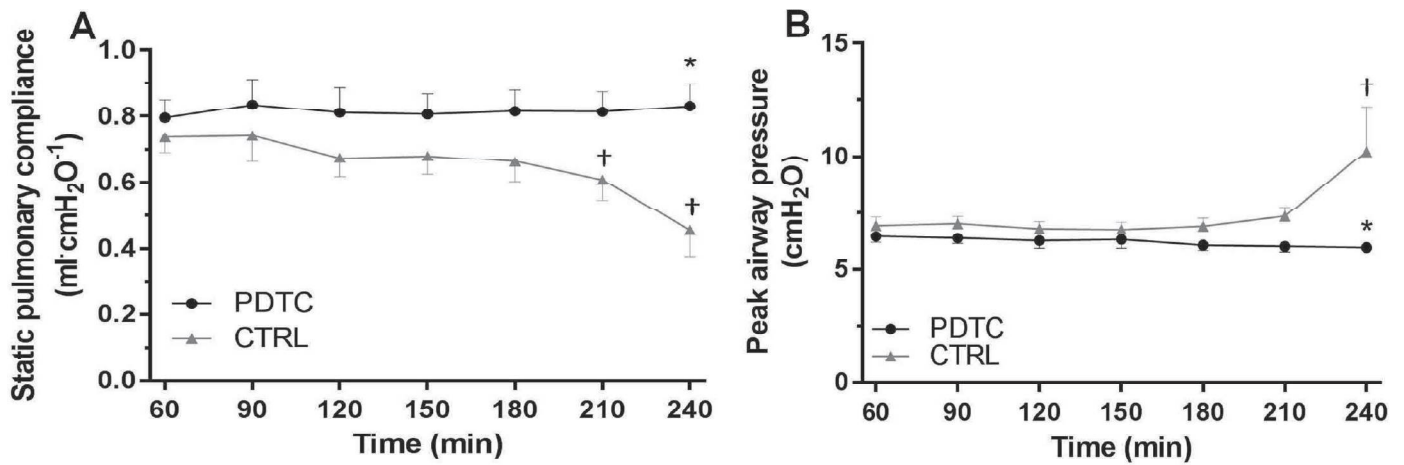 A
Static pulmonary compliance
(ml·cmH₂O⁻¹)
1.0
0.8
0.6
0.4
0.2
0.0
*
†
†
PDTC
CTRL
60 90 120 150 180 210 240
Time (min)
B
Peak airway pressure
(cmH₂O)
15
10
5
0
†
*
PDTC
CTRL
60 90 120 150 180 210 240
Time (min)